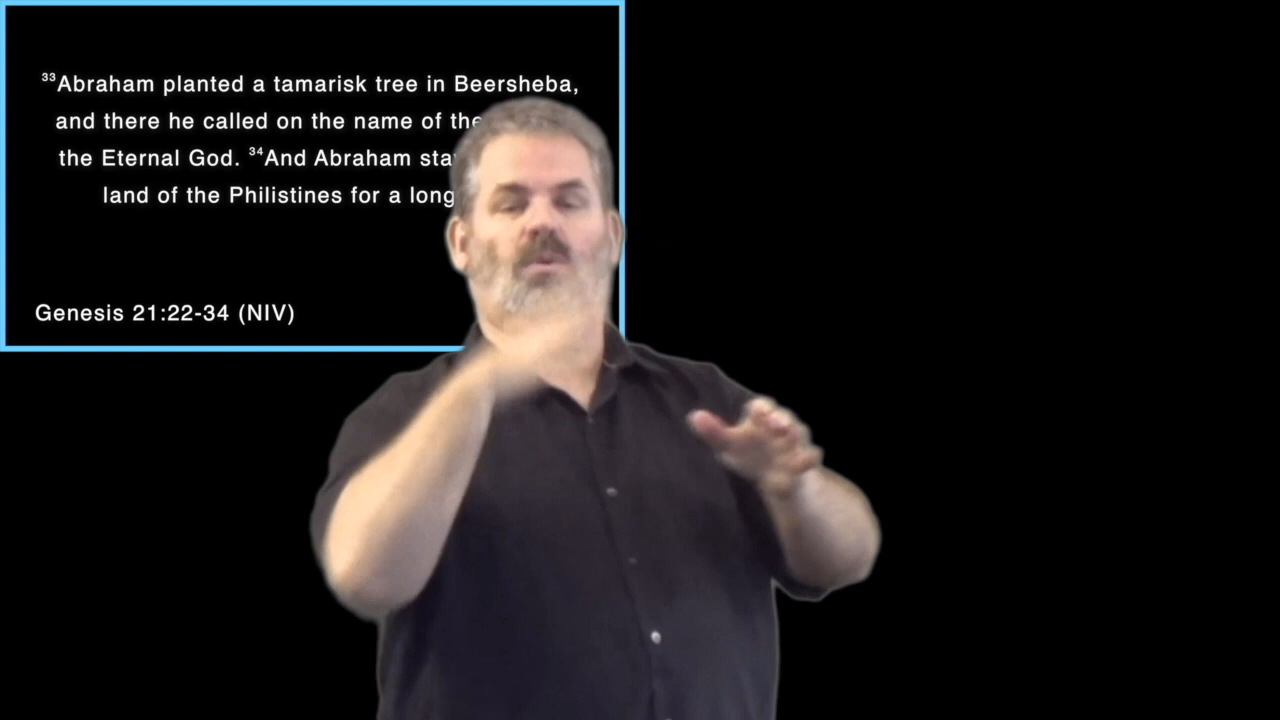 ³³Abraham planted a tamarisk tree in Beersheba,
and there he called on the name of the
the Eternal God. ³⁴And Abraham
land of the Philistines for a long
Genesis 21:22-34 (NIV)